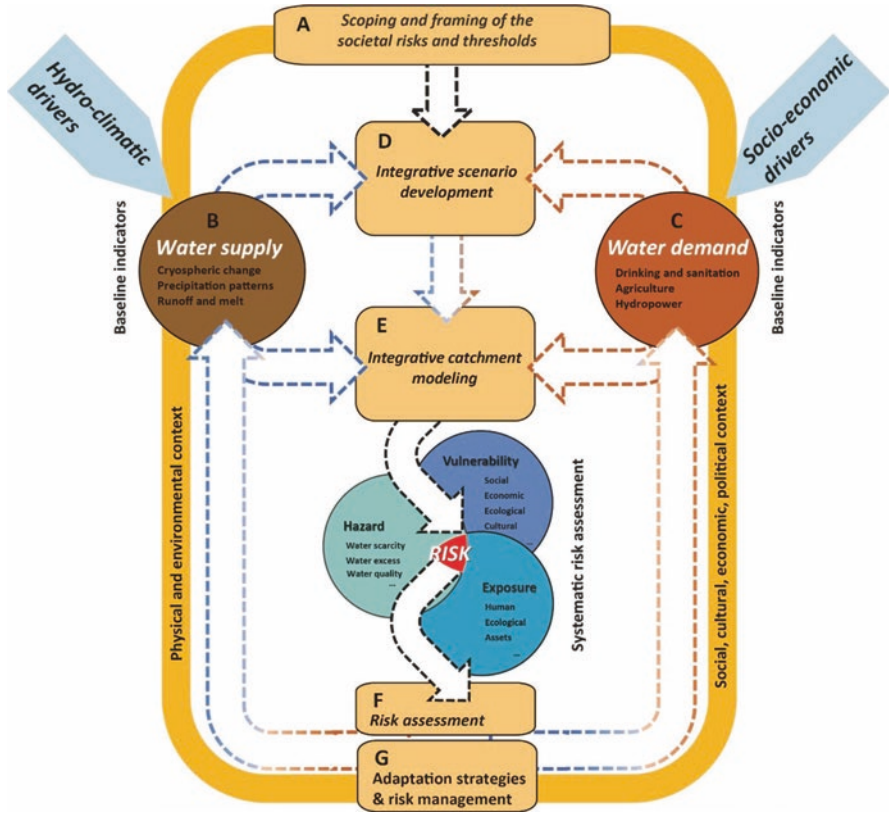 A
Scoping and framing of the
societal risks and thresholds
Hydro-climatic
drivers
Socio-economic
drivers
D
Integrative scenario
development
Baseline indicators
B
Water supply
Cryospheric change
Precipitation patterns
Runoff and melt
C
Water demand
Drinking and sanitation
Agriculture
Hydropower
Baseline indicators
E
Integrative catchment
modeling
Physical and environmental context
Social, cultural, economic, political context
Vulnerability
Social
Economic
Ecological
Cultural
...
Hazard
Water scarcity
Water excess
Water quality
...
RISK
Exposure
Human
Ecological
Assets
...
Systematic risk assessment
F
Risk assessment
G
Adaptation strategies
& risk management